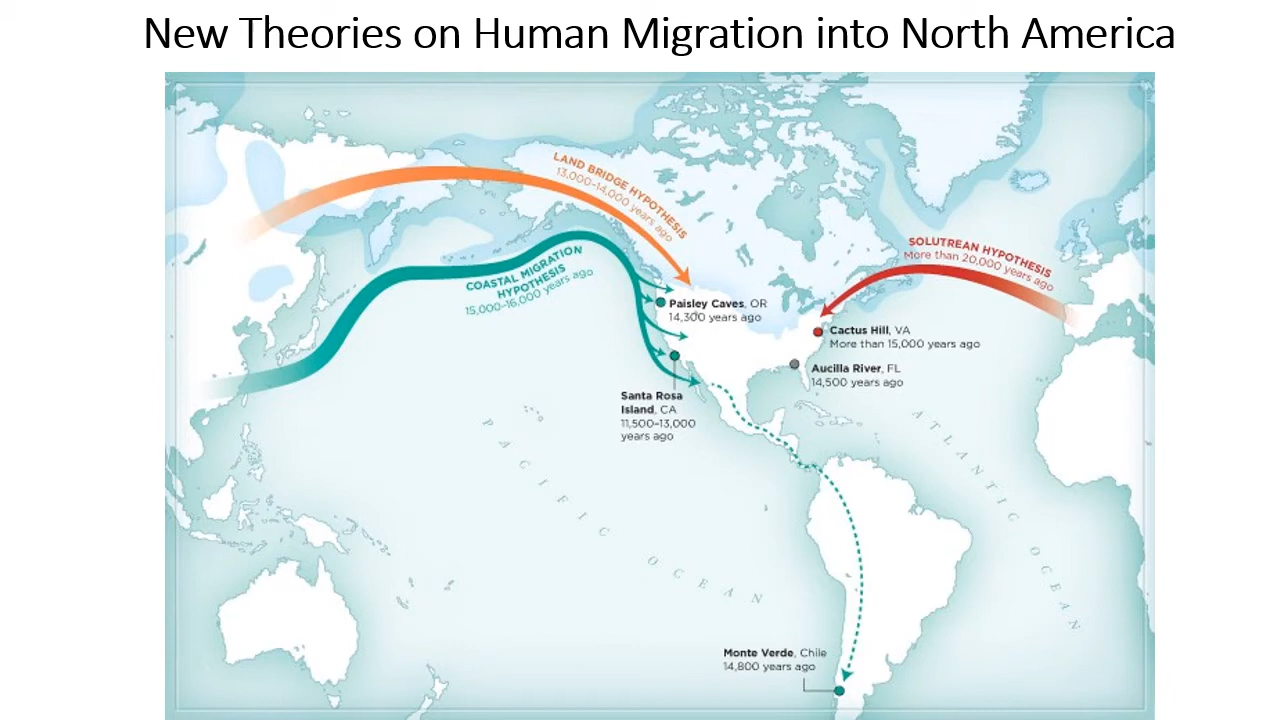 New Theories on Human Migration into North America
LAND BRIDGE HYPOTHESIS
13,000–14,000 years ago
SOLUTREAN HYPOTHESIS
More than 20,000 years ago
COASTAL MIGRATION
HYPOTHESIS
15,000–16,000 years ago
Paisley Caves, OR
14,300 years ago
Cactus Hill, VA
More than 15,000 years ago
Aucilla River, FL
14,500 years ago
Santa Rosa
Island, CA
11,500–13,000
years ago
PACIFIC OCEAN
ATLANTIC OCEAN
Monte Verde, Chile
14,800 years ago